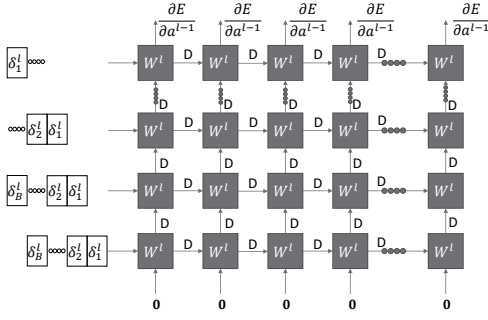 ∂E/∂a^{l-1} ∂E/∂a^{l-1} ∂E/∂a^{l-1} ∂E/∂a^{l-1} ∂E/∂a^{l-1}
δ_1^l W^l D W^l D W^l D W^l D W^l
D D D D D
δ_2^l δ_1^l W^l D W^l D W^l D W^l D W^l
D D D D D
δ_B^l δ_2^l δ_1^l W^l D W^l D W^l D W^l D W^l
D D D D D
δ_B^l δ_2^l δ_1^l W^l D W^l D W^l D W^l D W^l
0 0 0 0 0